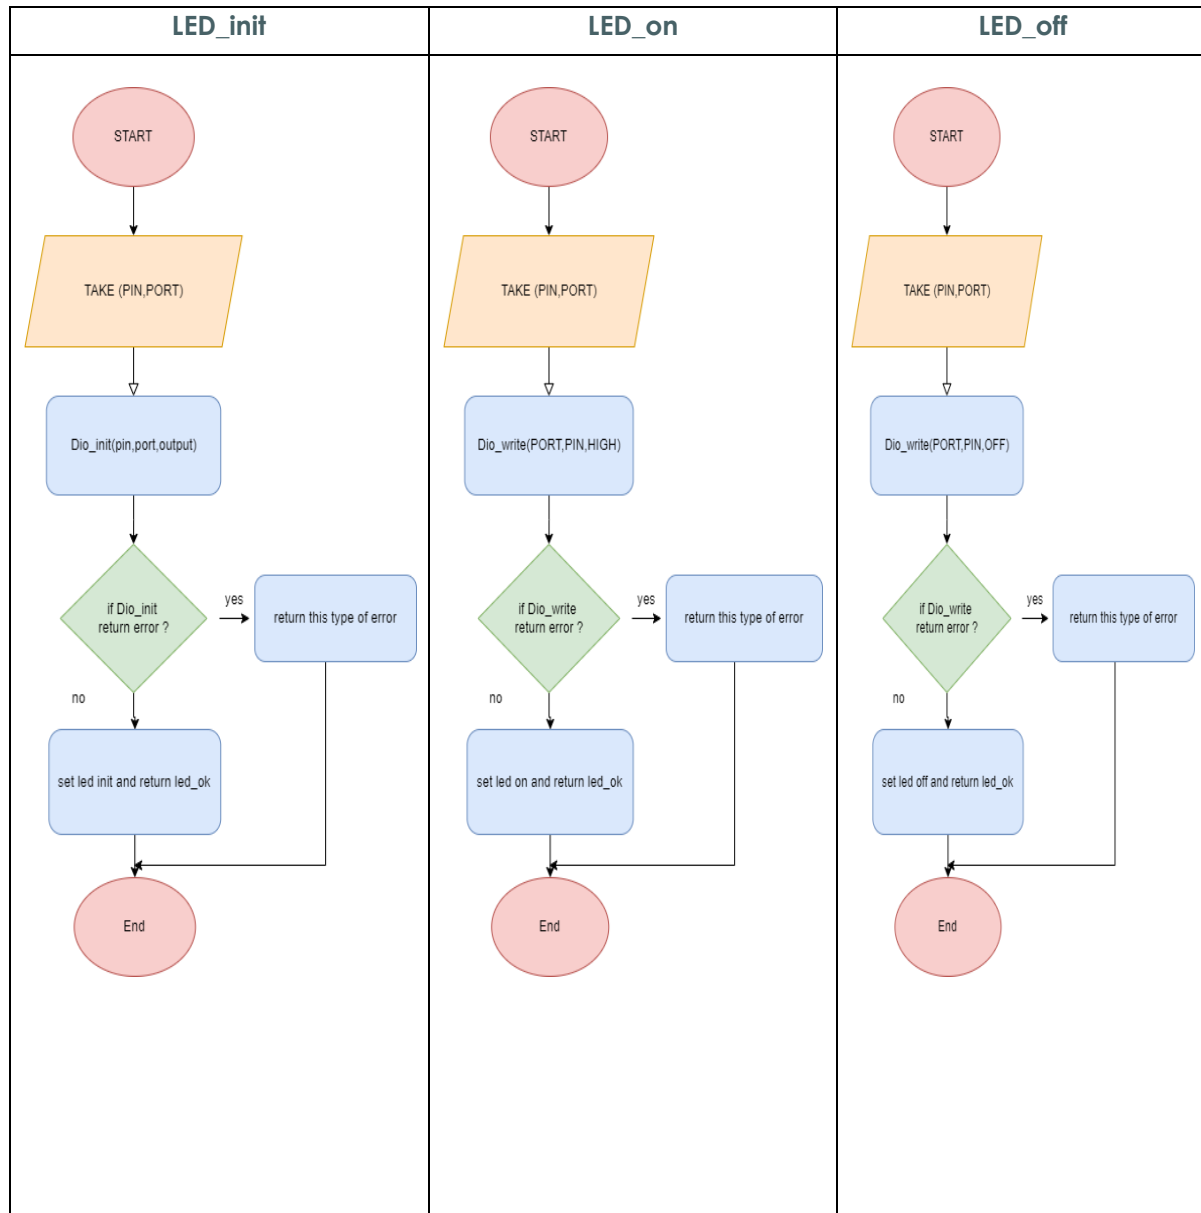 LED_init
START
TAKE (PIN,PORT)
Dio_init(pin,port,output)
if Dio_init
return error ?
yes
return this type of error
no
set led init and return led_ok
End
LED_on
START
TAKE (PIN,PORT)
Dio_write(PORT,PIN,HIGH)
if Dio_write
return error ?
yes
return this type of error
no
set led on and return led_ok
End
LED_off
START
TAKE (PIN,PORT)
Dio_write(PORT,PIN,OFF)
if Dio_write
return error ?
yes
return this type of error
no
set led off and return led_ok
End